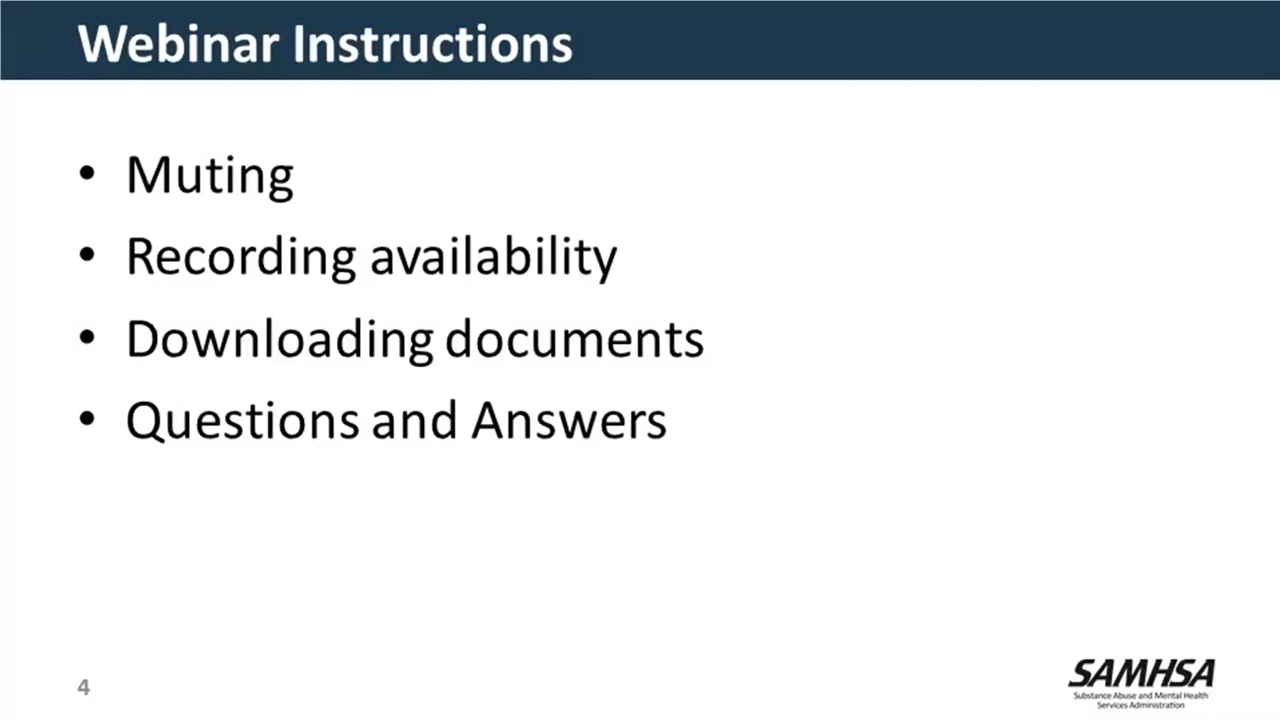 Webinar Instructions
• Muting
• Recording availability
• Downloading documents
• Questions and Answers
4
SAMHSA
Substance Abuse and Mental Health
Services Administration